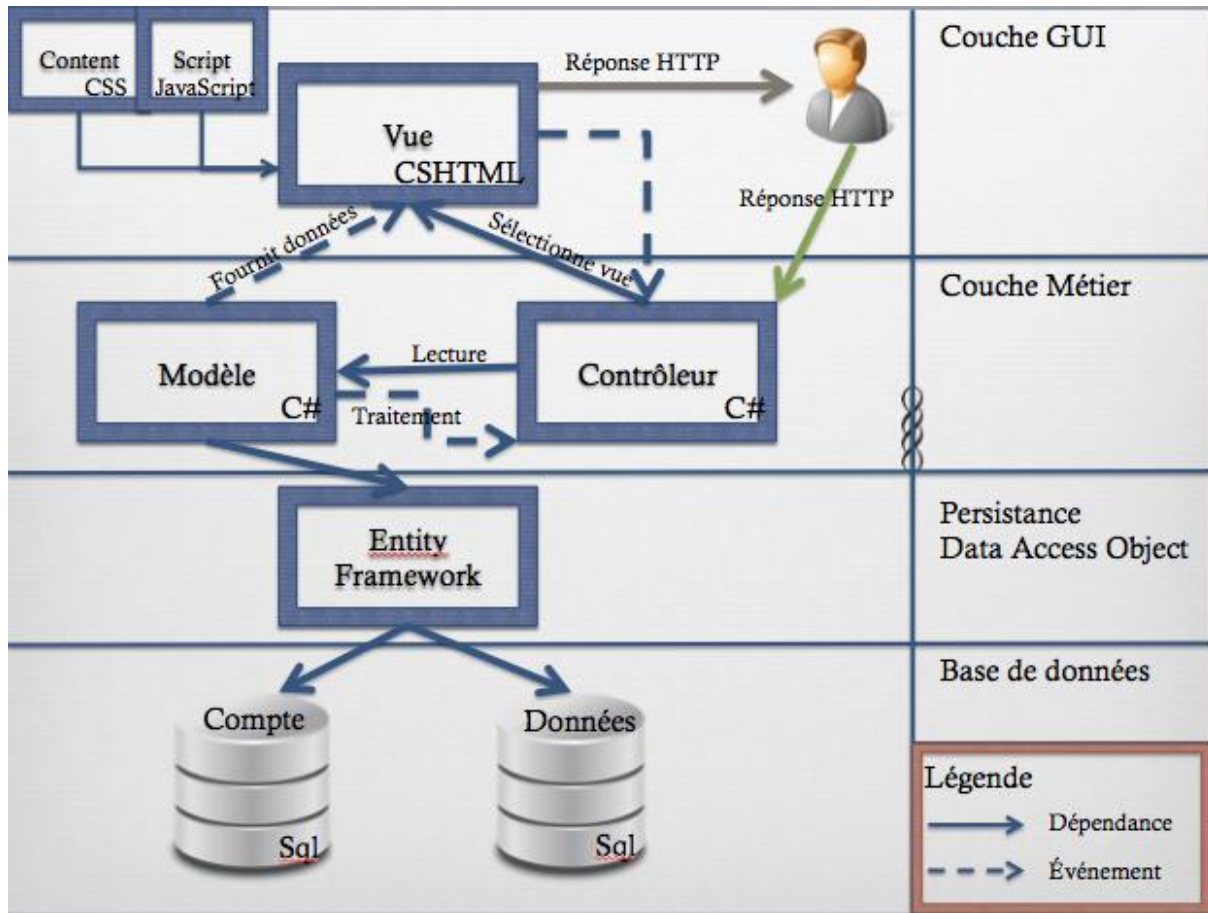 Content
CSS
Script
JavaScript
Vue
CSHTML
Réponse HTTP
Réponse HTTP
Couche GUI
Fournit données
Sélectionne vue
Modèle
C#
Lecture
Traitement
Contrôleur
C#
Couche Métier
Entity
Framework
Persistance
Data Access Object
Compte
Sql
Données
Sql
Base de données
Légende
Dépendance
Événement